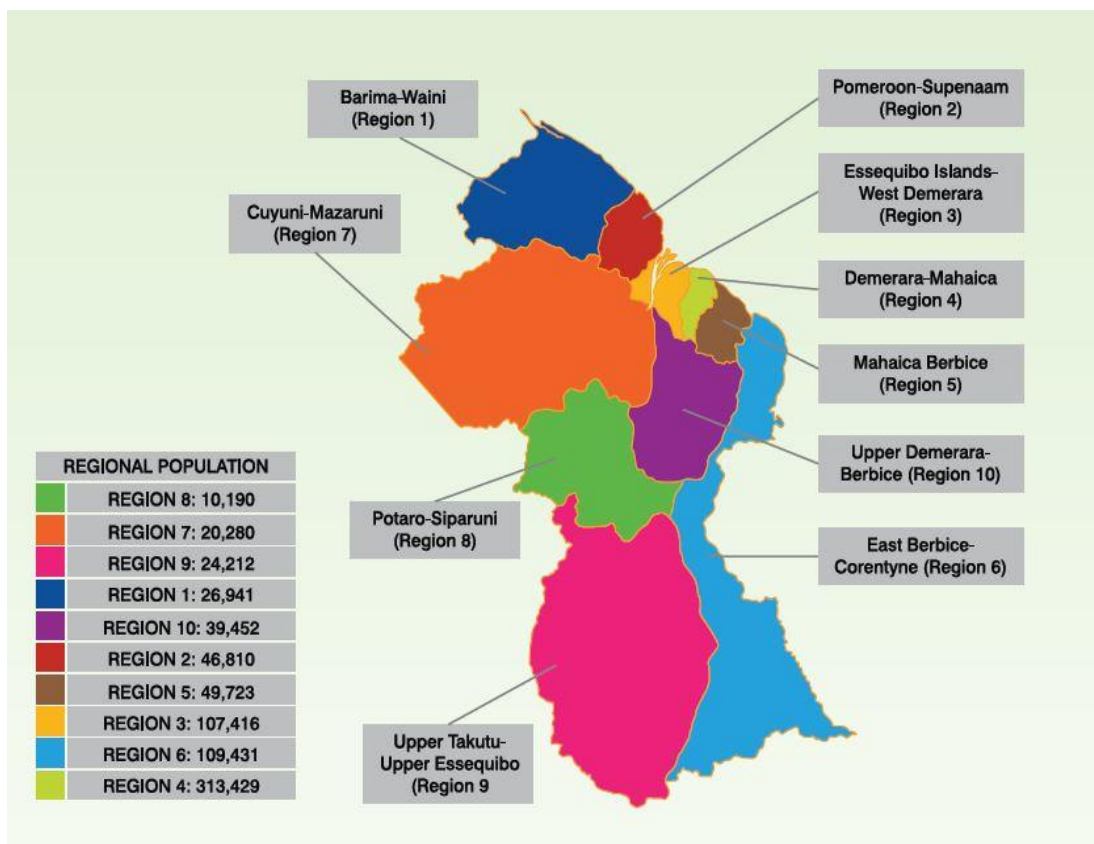 Barima-Waini
(Region 1)
Pomeroon-Supenaam
(Region 2)
Essequibo Islands-
West Demerara
(Region 3)
Cuyuni-Mazaruni
(Region 7)
Demerara-Mahaica
(Region 4)
Mahaica Berbice
(Region 5)
Upper Demerara-
Berbice (Region 10)
Potaro-Siparuni
(Region 8)
East Berbice-
Corentyne (Region 6)
Upper Takutu-
Upper Essequibo
(Region 9
REGIONAL POPULATION
REGION 8: 10,190
REGION 7: 20,280
REGION 9: 24,212
REGION 1: 26,941
REGION 10: 39,452
REGION 2: 46,810
REGION 5: 49,723
REGION 3: 107,416
REGION 6: 109,431
REGION 4: 313,429